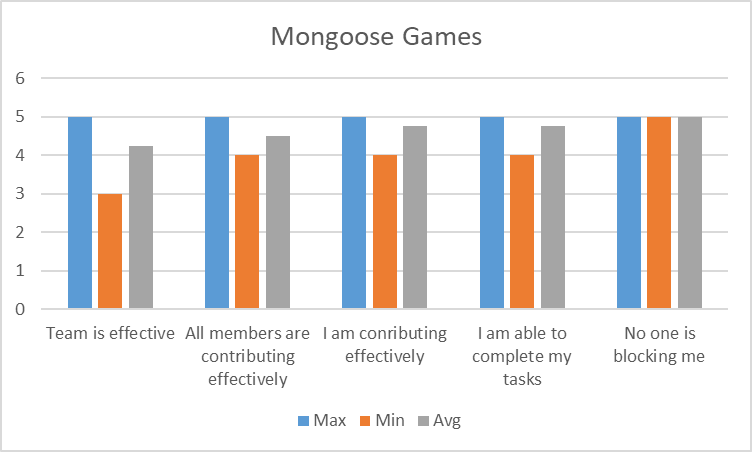 Mongoose Games
6
5
4
3
2
1
0
Team is effective
All members are
contributing
effectively
I am conributing
effectively
I am able to
complete my
tasks
No one is
blocking me
Max Min Avg